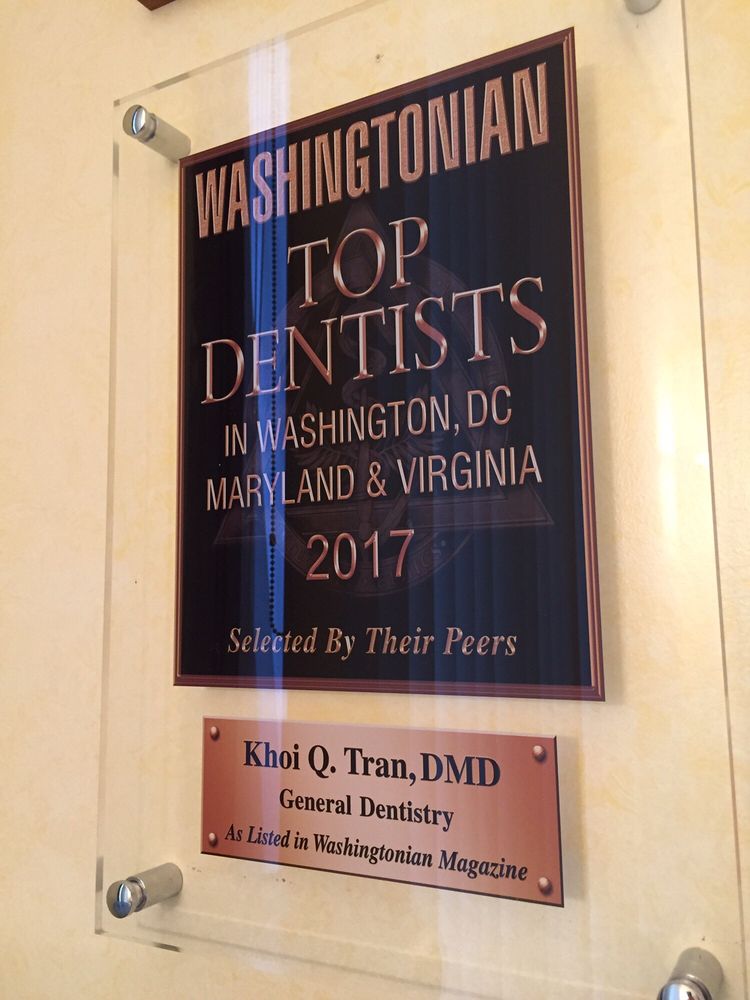 WASHINGTONIAN
TOP
DENTISTS
IN WASHINGTON, DC
MARYLAND & VIRGINIA
2017
Selected By Their Peers
Khoi Q. Tran, DMD
General Dentistry
As Listed in Washingtonian Magazine